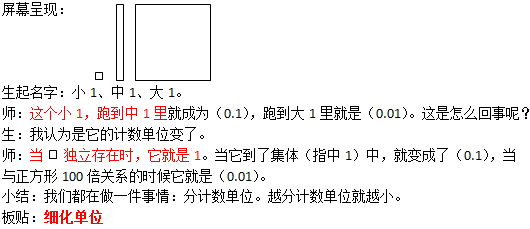 屏幕呈现：
生起名字：小 1、中 1、大 1。
师：这个小 1，跑到中 1 里就成为（0.1），跑到大 1 里就是（0.01）。这是怎么回事呢？
生：我认为是它的计数单位变了。
师：当 □ 独立存在时，它就是 1。当它到了集体（指中 1）中，就变成了（0.1），当
与正方形 100 倍关系的时候它就是（0.01）。
小结：我们都在做一件事情：分计数单位。越分计数单位就越小。
板贴：细化单位